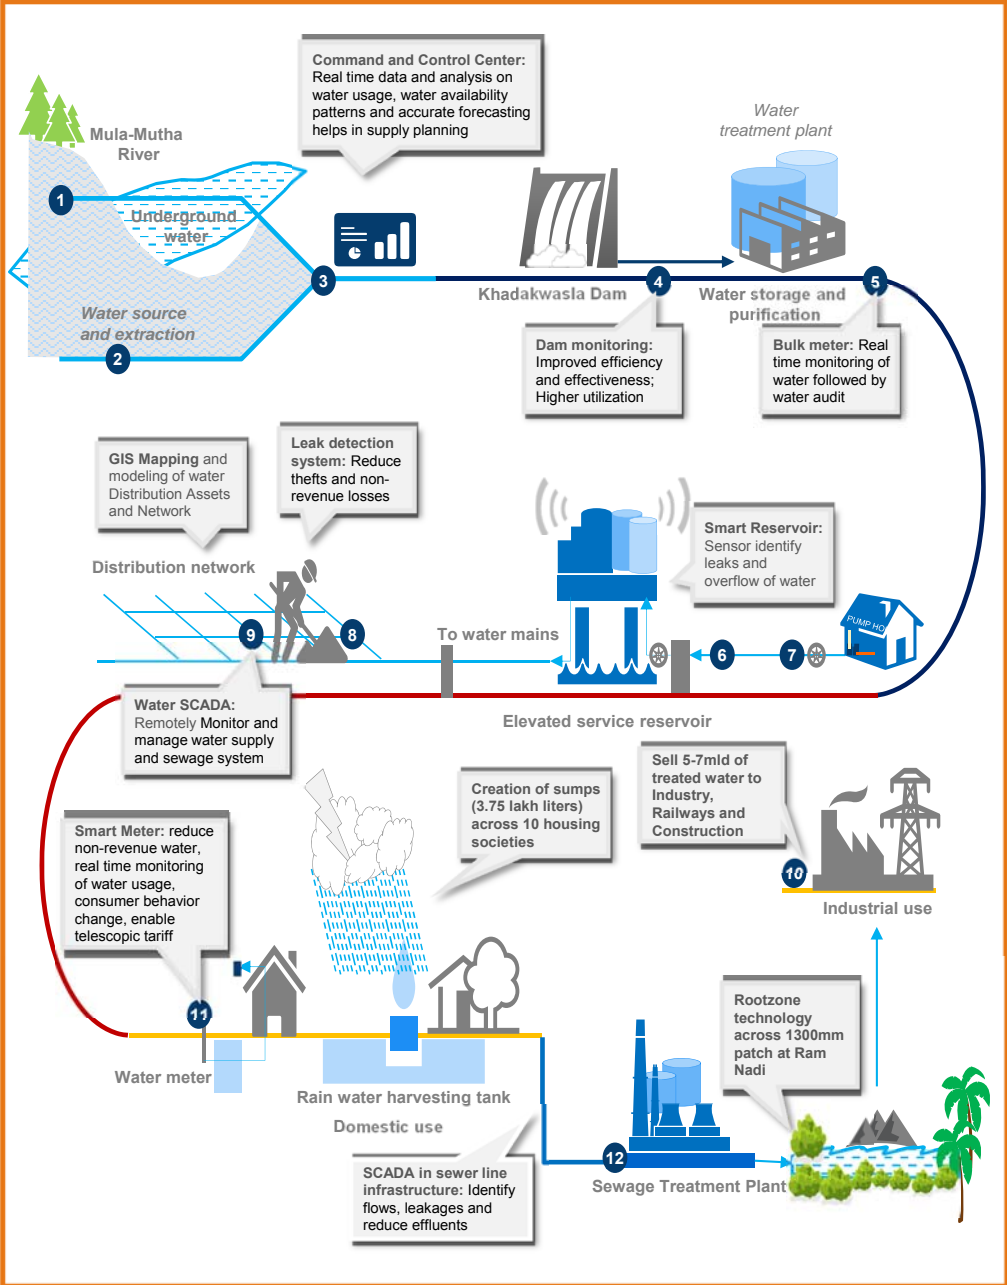 Command and Control Center:
Real time data and analysis on
water usage, water availability
patterns and accurate forecasting
helps in supply planning
Water
treatment plant
Mula-Mutha
River
1
Underground
water
3
Khadakwasla Dam
4
Water storage and
purification
5
Water source
and extraction
2
Dam monitoring:
Improved efficiency
and effectiveness;
Higher utilization
Bulk meter: Real
time monitoring of
water followed by
water audit
GIS Mapping and
modeling of water
Distribution Assets
and Network
Leak detection
system: Reduce
thefts and non-
revenue losses
Smart Reservoir:
Sensor identify
leaks and
overflow of water
Distribution network
9
8
To water mains
6
7
PUMP HO
Water SCADA:
Remotely Monitor and
manage water supply
and sewage system
Elevated service reservoir
Creation of sumps
(3.75 lakh liters)
across 10 housing
societies
Sell 5-7mld of
treated water to
Industry,
Railways and
Construction
10
Industrial use
Smart Meter: reduce
non-revenue water,
real time monitoring
of water usage,
consumer behavior
change, enable
telescopic tariff
11
Water meter
Rain water harvesting tank
Domestic use
Rootzone
technology
across 1300mm
patch at Ram
Nadi
12
Sewage Treatment Plant
SCADA in sewer line
infrastructure: Identify
flows, leakages and
reduce effluents